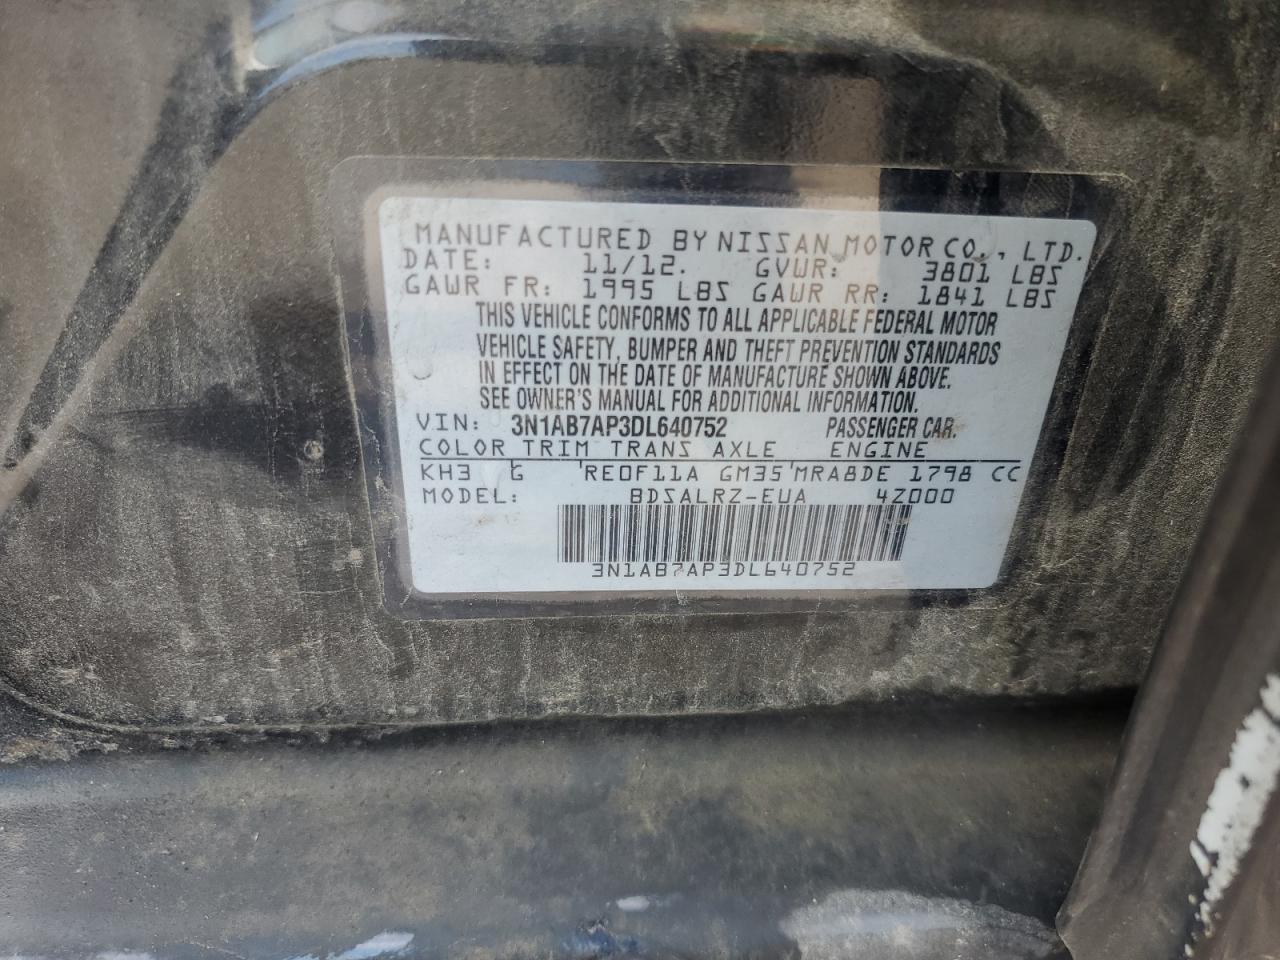 MANUFACTURED BY NISSAN MOTOR CO., LTD.
DATE: 11/12. GVWR: 3801 LBS
GAWR FR: 1995 LBS GAWR RR: 1841 LBS
THIS VEHICLE CONFORMS TO ALL APPLICABLE FEDERAL MOTOR
VEHICLE SAFETY, BUMPER AND THEFT PREVENTION STANDARDS
IN EFFECT ON THE DATE OF MANUFACTURE SHOWN ABOVE.
SEE OWNER'S MANUAL FOR ADDITIONAL INFORMATION.
VIN: 3N1AB7AP3DL640752 PASSENGER CAR.
COLOR TRIM TRANS AXLE ENGINE
KH3 G RE0F11A GM35 MRA8DE 1798 CC
MODEL: BDSALRZ-EUA 4Z000
3N1AB7AP3DL640752